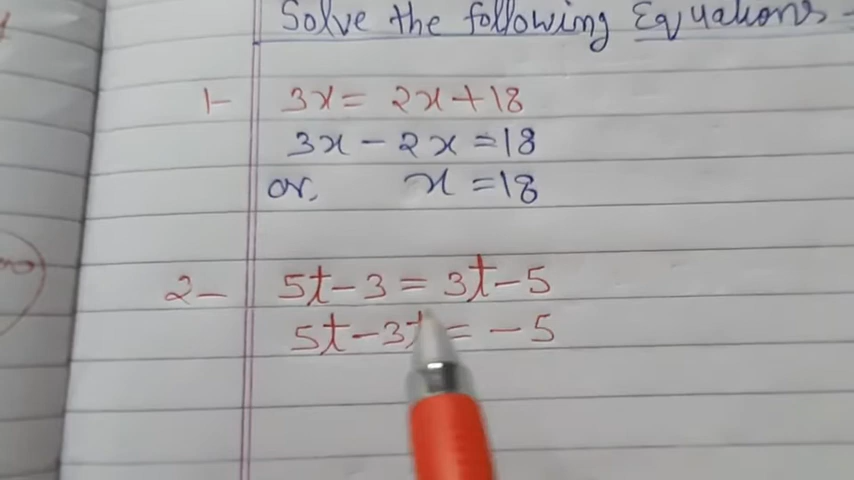 Solve the following Equations -
1- 3x = 2x + 18
3x - 2x = 18
or, x = 18
2- 5t - 3 = 3t - 5
5t - 3t = - 5